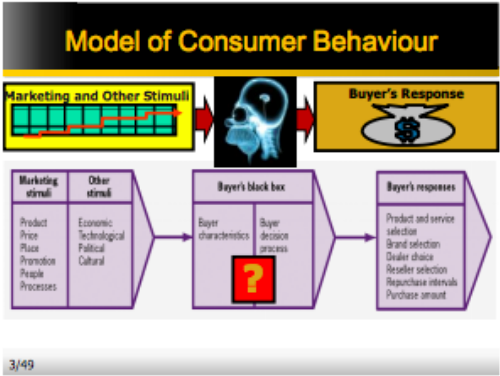 Model of Consumer Behaviour
Marketing and Other Stimuli
Buyer's Response
$
Marketing
stimuli
Product
Price
Place
Promotion
People
Processes
Other
stimuli
Economic
Technological
Political
Cultural
Buyer's black box
Buyer
characteristics
Buyer
decision
process
?
Buyer's responses
Product and service
selection
Brand selection
Dealer choice
Reseller selection
Repurchase intervals
Purchase amount
3/49